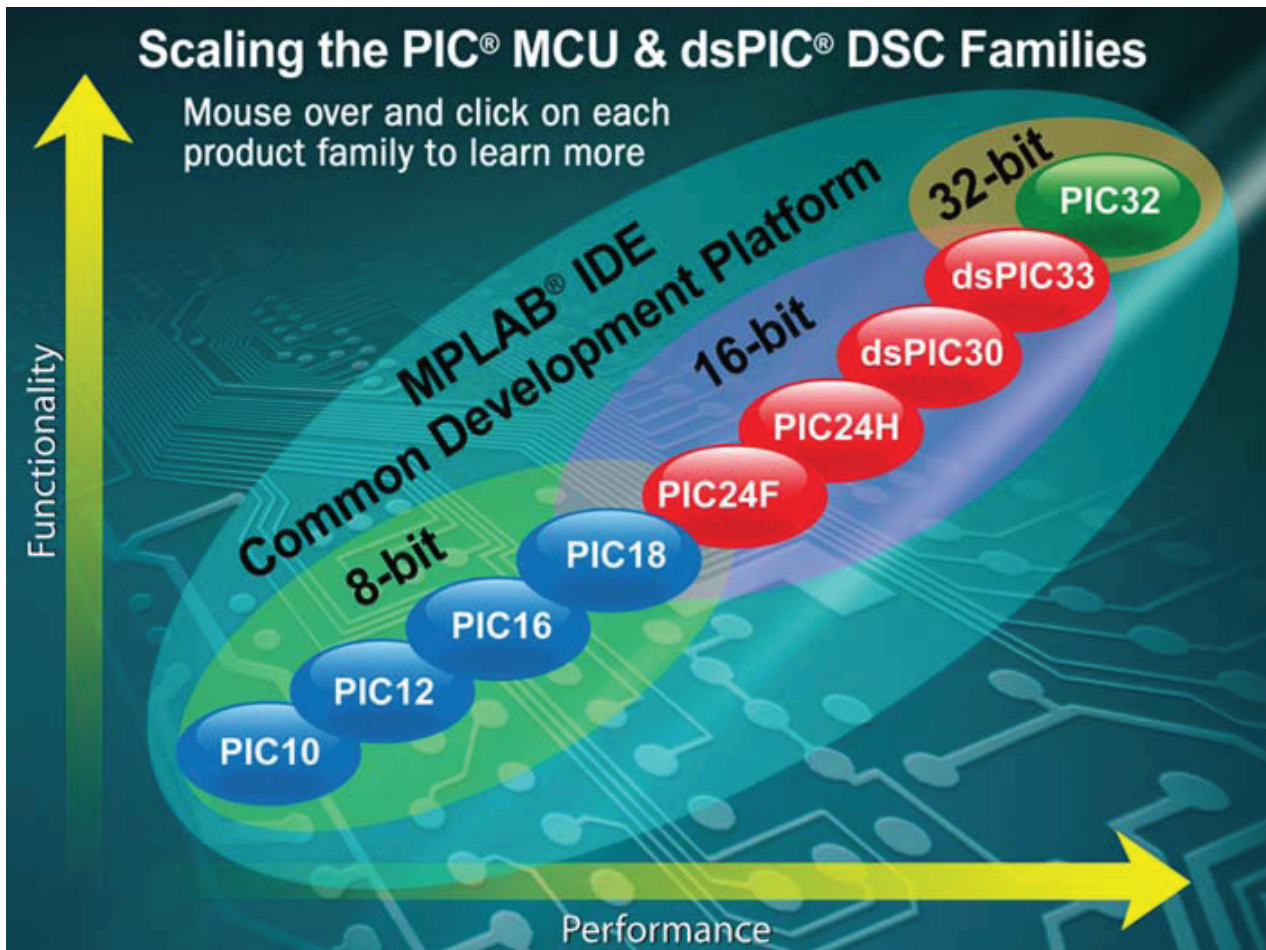 Scaling the PIC® MCU & dsPIC® DSC Families
Mouse over and click on each
product family to learn more
32-bit
PIC32
MPLAB® IDE
Common Development Platform
dsPIC33
16-bit
dsPIC30
PIC24H
PIC24F
8-bit
PIC18
PIC16
PIC12
PIC10
Functionality
Performance